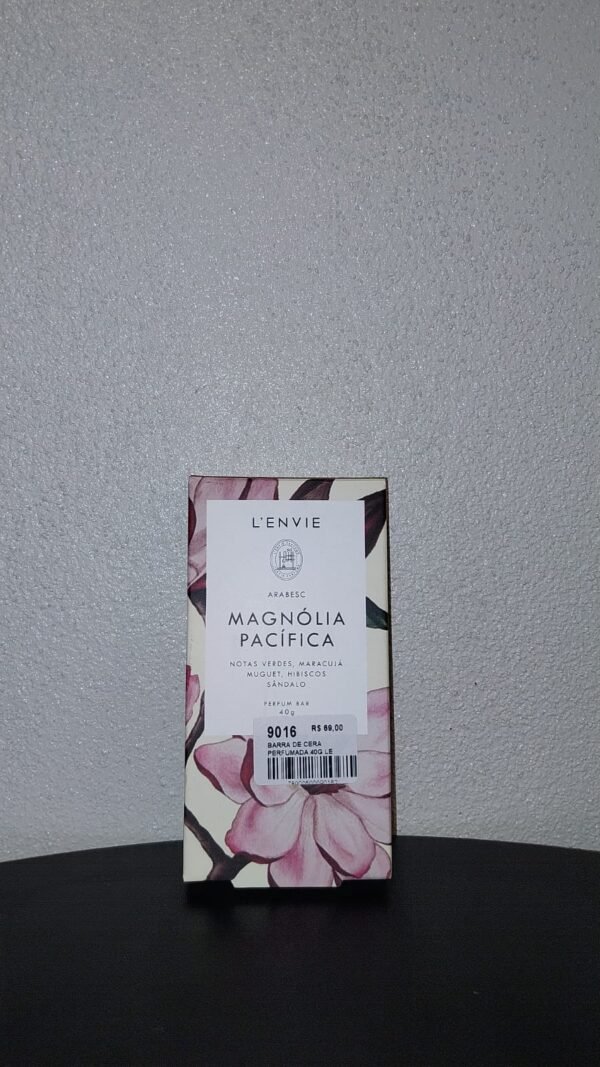 L'ENVIE
ARABESC
MAGNÓLIA
PACÍFICA
NOTAS VERDES, MARACUJÁ
MUGUET, HIBISCOS
SÂNDALO
PERFUM BAR
40g
9016 R$ 69,00
BARRA DE CERA
PERFUMADA 40G LE